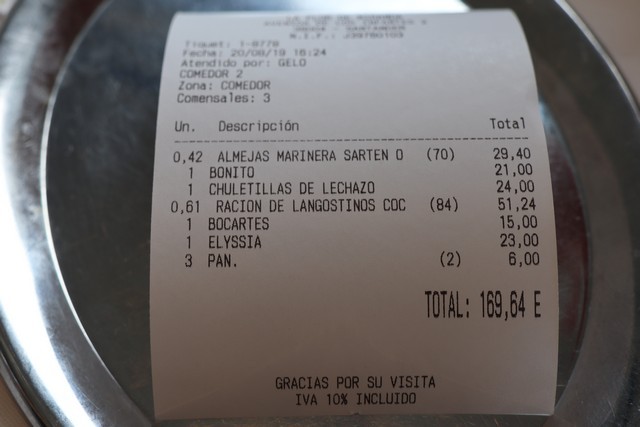 N.I.F.: J39780103
Tiquet: 1-8778
Fecha: 20/08/19 16:24
Atendido por: GELO
COMEDOR 2
Zona: COMEDOR
Comensales: 3
Un. Descripción Total
0,42 ALMEJAS MARINERA SARTEN O (70) 29,40
1 BONITO 21,00
1 CHULETILLAS DE LECHAZO 24,00
0,61 RACION DE LANGOSTINOS COC (84) 51,24
1 BOCARTES 15,00
1 ELYSSIA 23,00
3 PAN. (2) 6,00
TOTAL: 169,64 E
GRACIAS POR SU VISITA
IVA 10% INCLUIDO